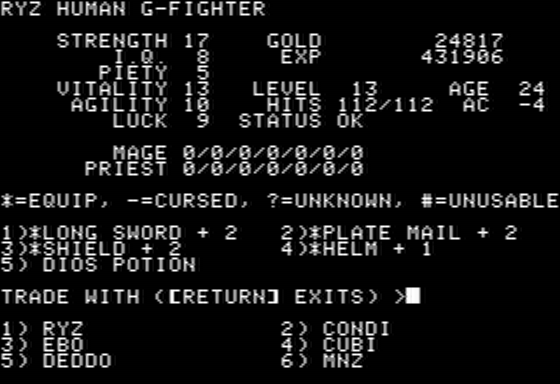 RYZ HUMAN G-FIGHTER
STRENGTH 17 GOLD 24817
I.Q. 8 EXP 431906
PIETY 5
VITALITY 13 LEVEL 13 AGE 24
AGILITY 10 HITS 112/112 AC -4
LUCK 9 STATUS OK
MAGE 0/0/0/0/0/0/0
PRIEST 0/0/0/0/0/0/0
*=EQUIP, -=CURSED, ?=UNKNOWN, #=UNUSABLE
1)*LONG SWORD + 2 2)*PLATE MAIL + 2
3)*SHIELD + 2 4)*HELM + 1
5) DIOS POTION
TRADE WITH ([RETURN] EXITS) >
1) RYZ 2) CONDI
3) EBO 4) CUBI
5) DEDDO 6) MNZ